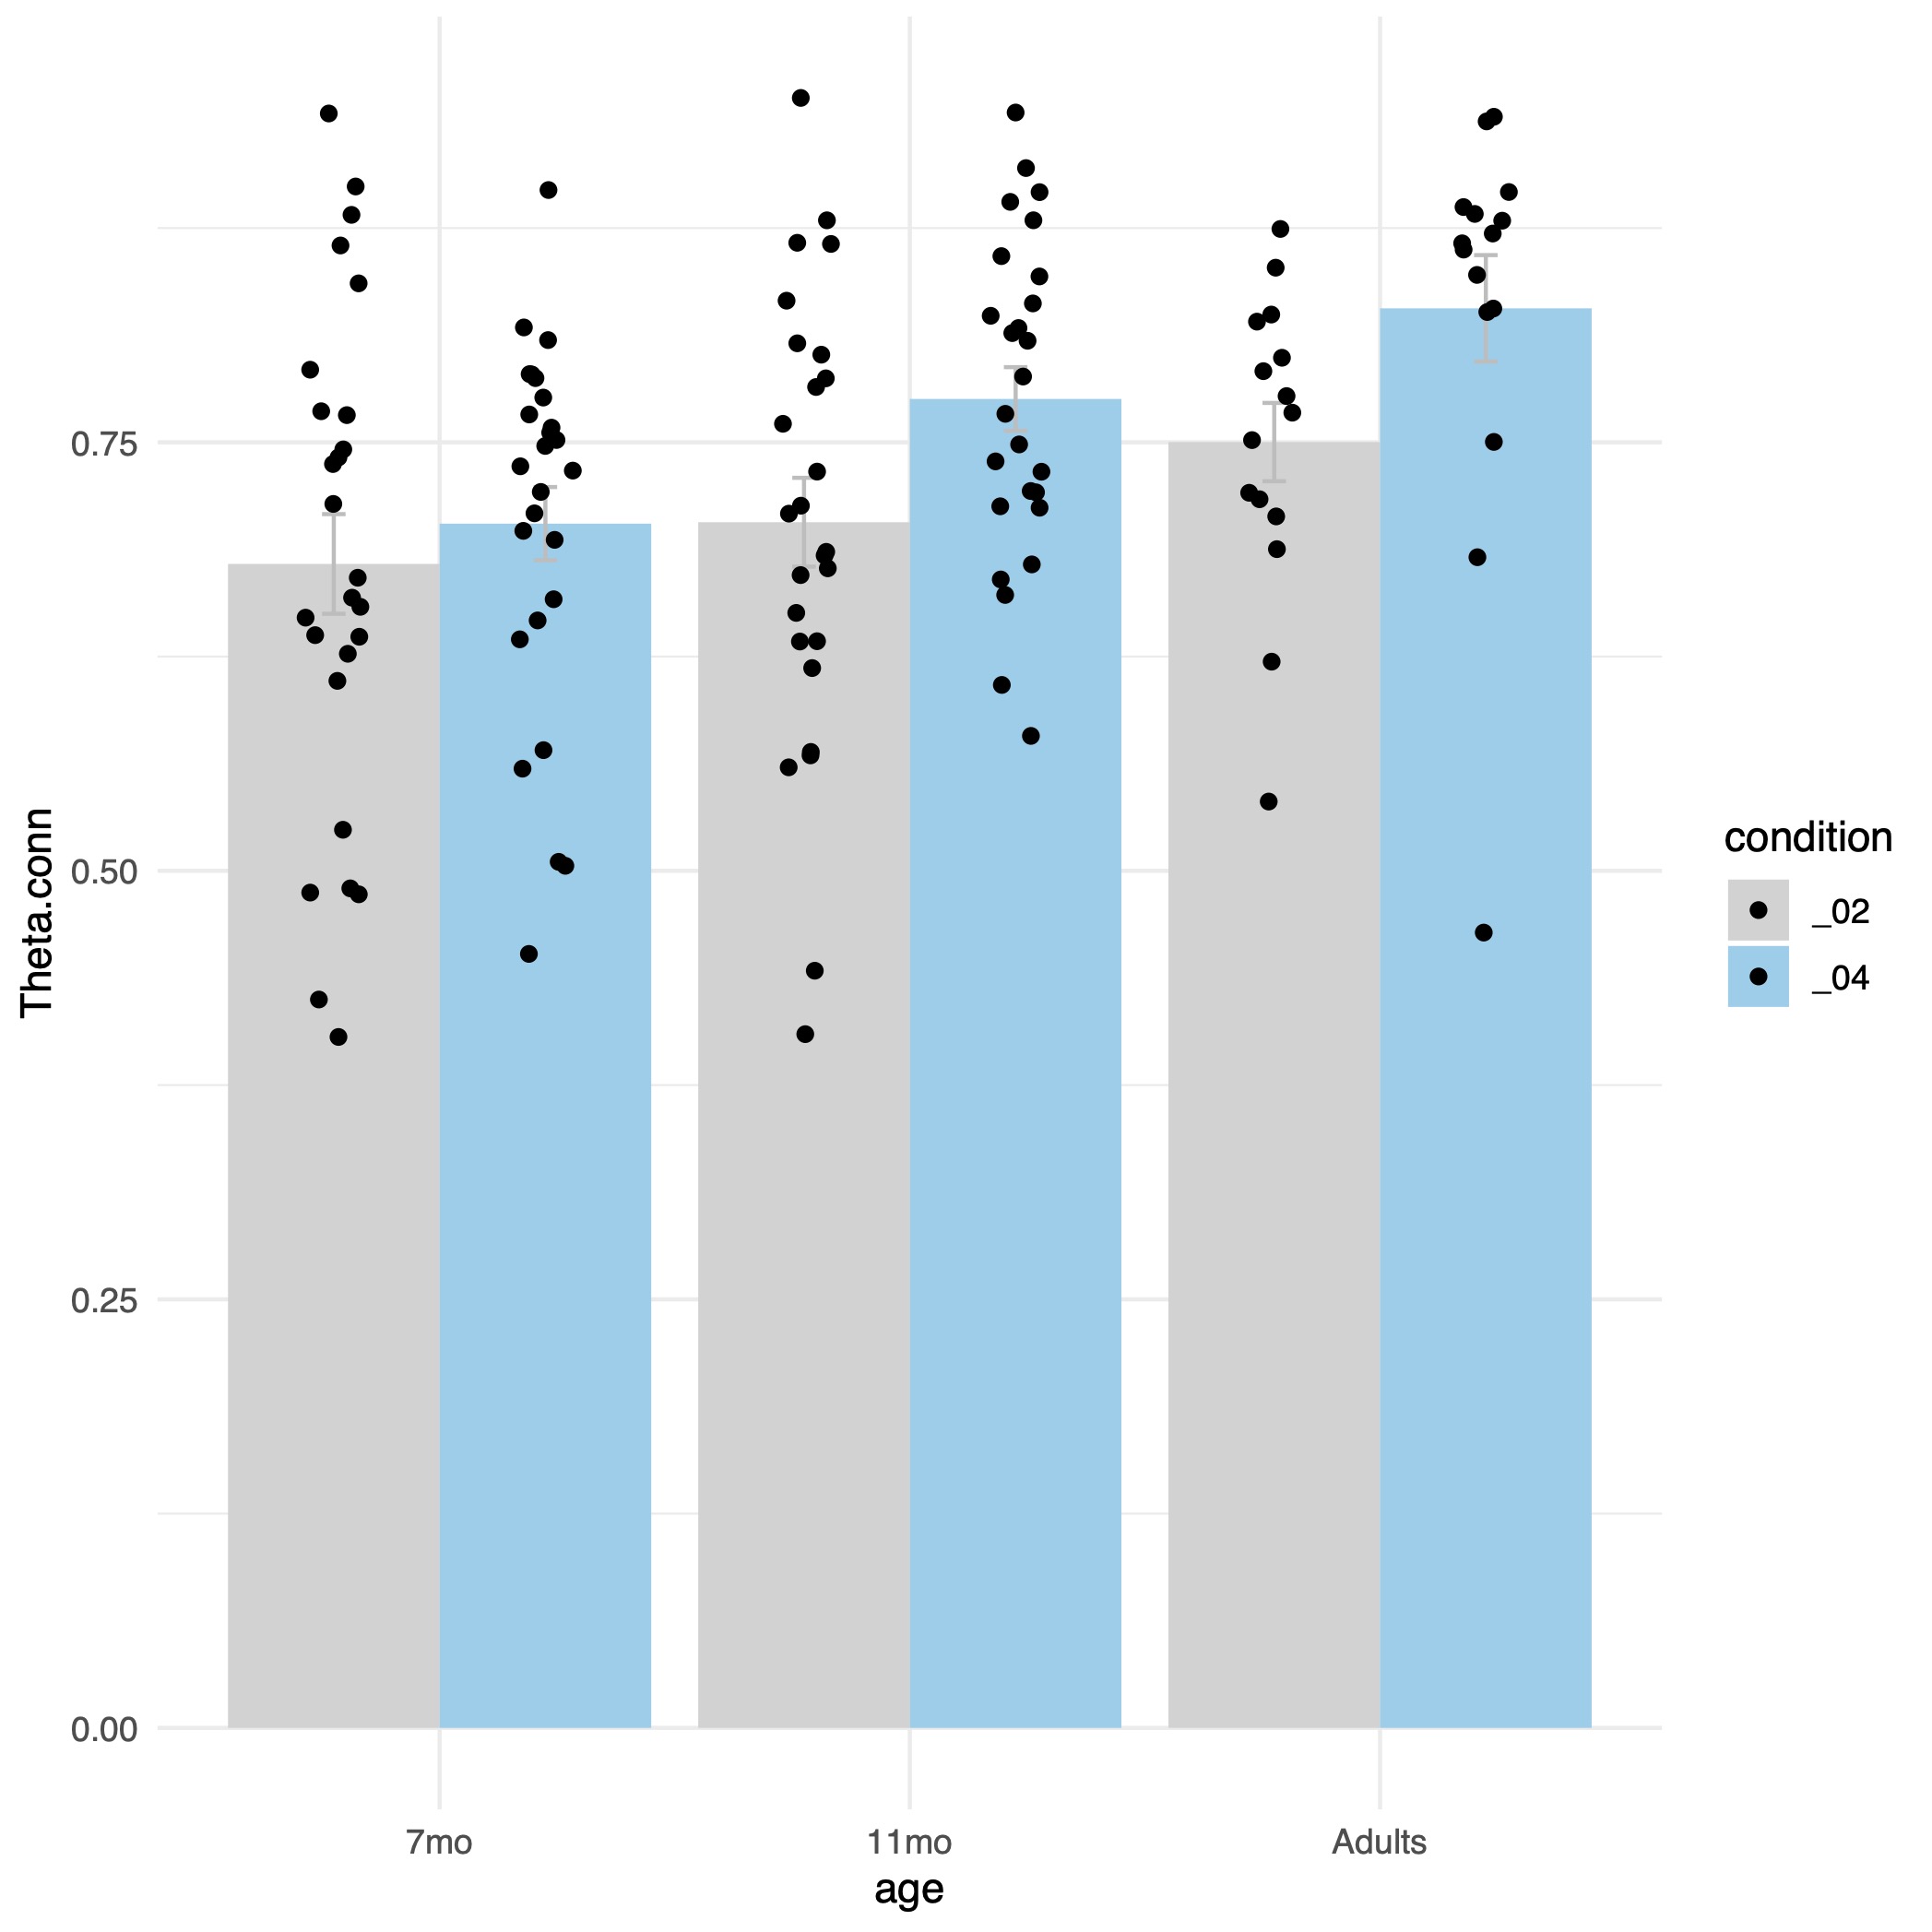 Theta.conn
0.75
0.50
0.25
0.00
7mo
11mo
Adults
age
condition
_02
_04